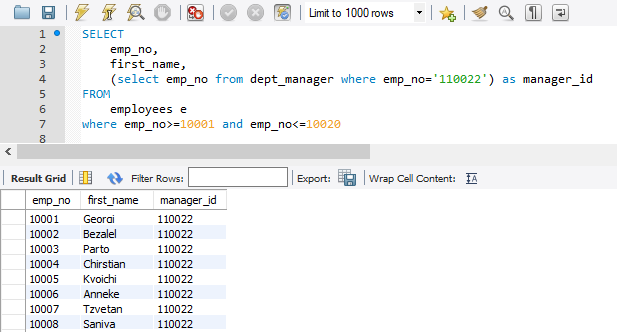 Limit to 1000 rows
1 SELECT
2 emp_no,
3 first_name,
4 (select emp_no from dept_manager where emp_no='110022') as manager_id
5 FROM
6 employees e
7 where emp_no>=10001 and emp_no<=10020
8
Result Grid Filter Rows: Export: Wrap Cell Content:
emp_no first_name manager_id
10001 Georgi 110022
10002 Bezalel 110022
10003 Parto 110022
10004 Chirstian 110022
10005 Kyoichi 110022
10006 Anneke 110022
10007 Tzvetan 110022
10008 Saniya 110022